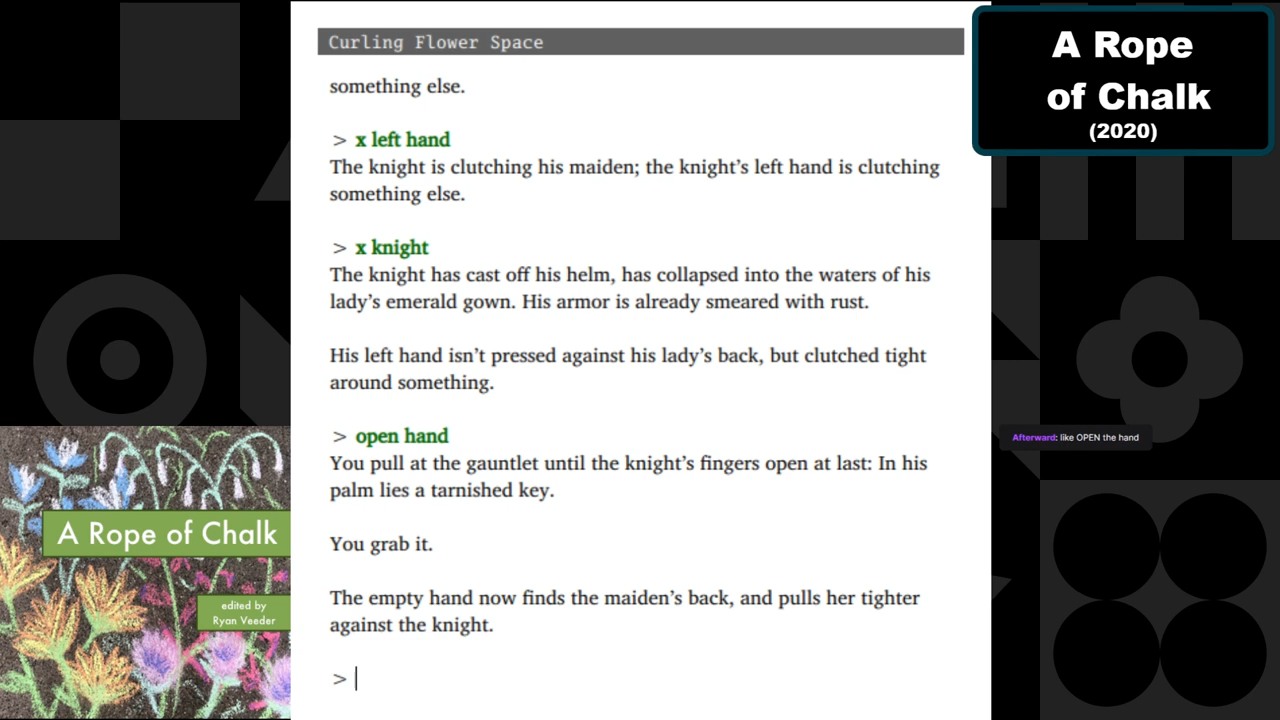 Curling Flower Space
something else.
> x left hand
The knight is clutching his maiden; the knight’s left hand is clutching
something else.
> x knight
The knight has cast off his helm, has collapsed into the waters of his
lady’s emerald gown. His armor is already smeared with rust.
His left hand isn’t pressed against his lady’s back, but clutched tight
around something.
> open hand
You pull at the gauntlet until the knight’s fingers open at last: In his
palm lies a tarnished key.
You grab it.
The empty hand now finds the maiden’s back, and pulls her tighter
against the knight.
>
A Rope
of Chalk
(2020)
Afterward: like OPEN the hand
A Rope of Chalk
edited by
Ryan Veeder